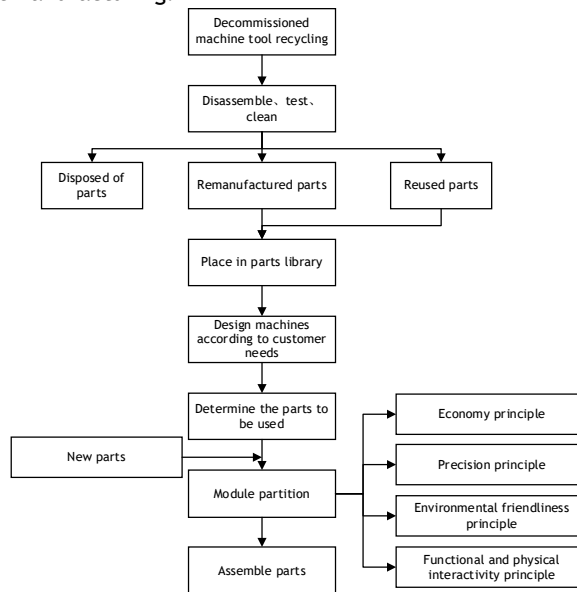 Decommissioned
machine tool recycling
Disassemble、test、
clean
Disposed of
parts
Remanufactured parts
Reused parts
Place in parts library
Design machines
according to customer
needs
Determine the parts to
be used
New parts
Module partition
Economy principle
Precision principle
Environmental friendliness
principle
Functional and physical
interactivity principle
Assemble parts